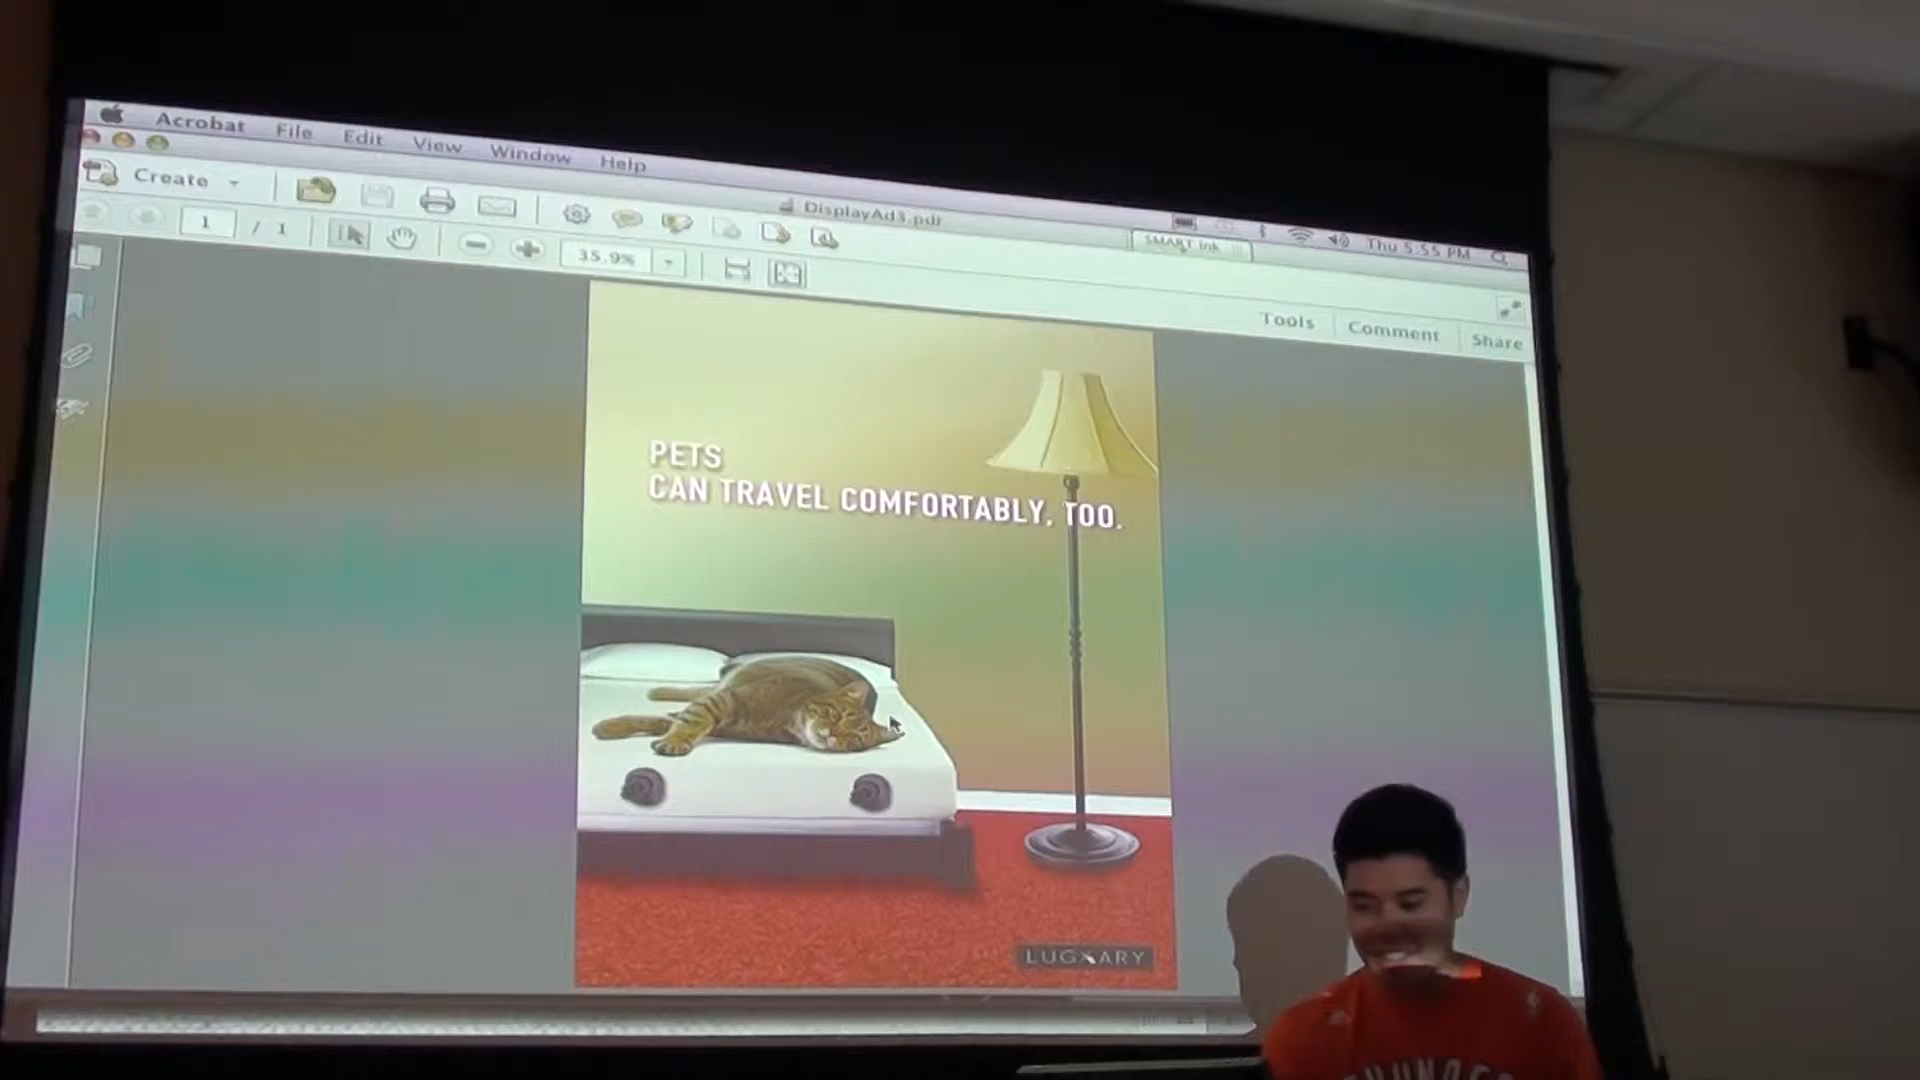 Acrobat File Edit View Window Help
Thu 5:55 PM
DisplayAd3.pdf
SMART Ink
Create
1 / 1
35.9%
Tools Comment Share
PETS
CAN TRAVEL COMFORTABLY, TOO.
LUGXARY